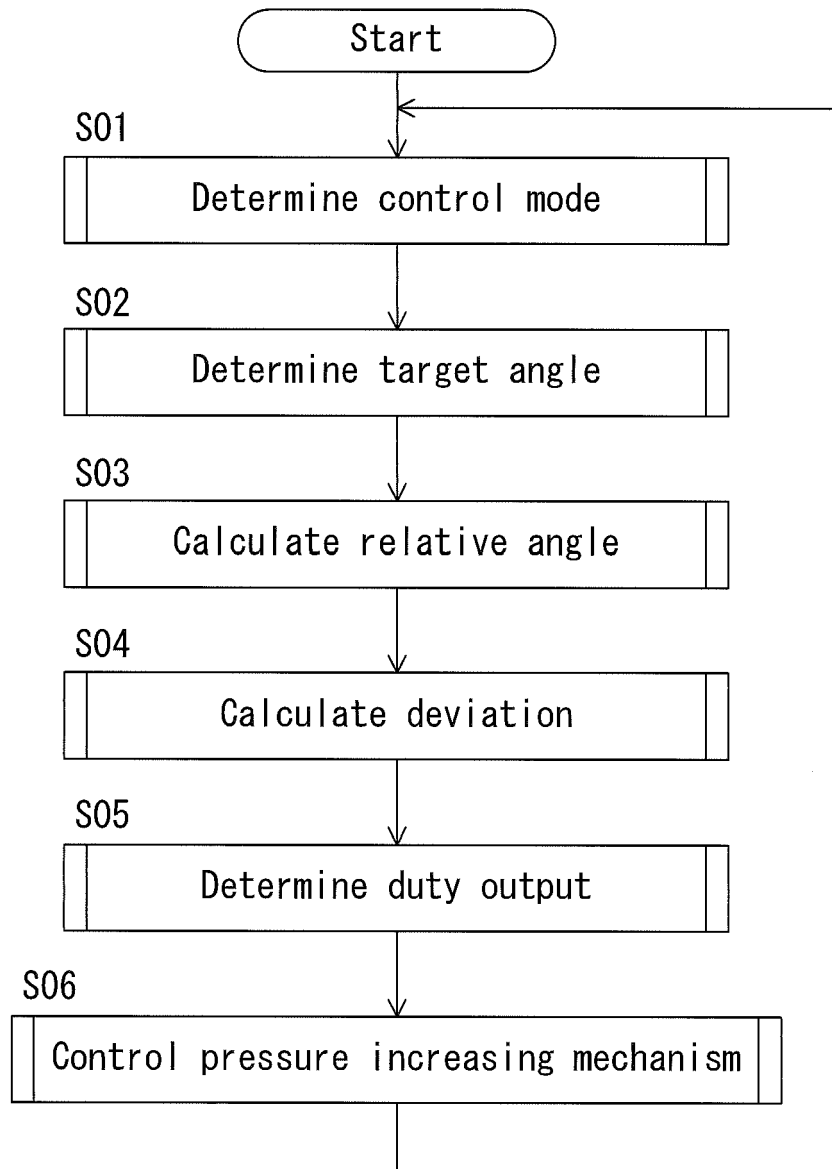 Start
S01
Determine control mode
S02
Determine target angle
S03
Calculate relative angle
S04
Calculate deviation
S05
Determine duty output
S06
Control pressure increasing mechanism